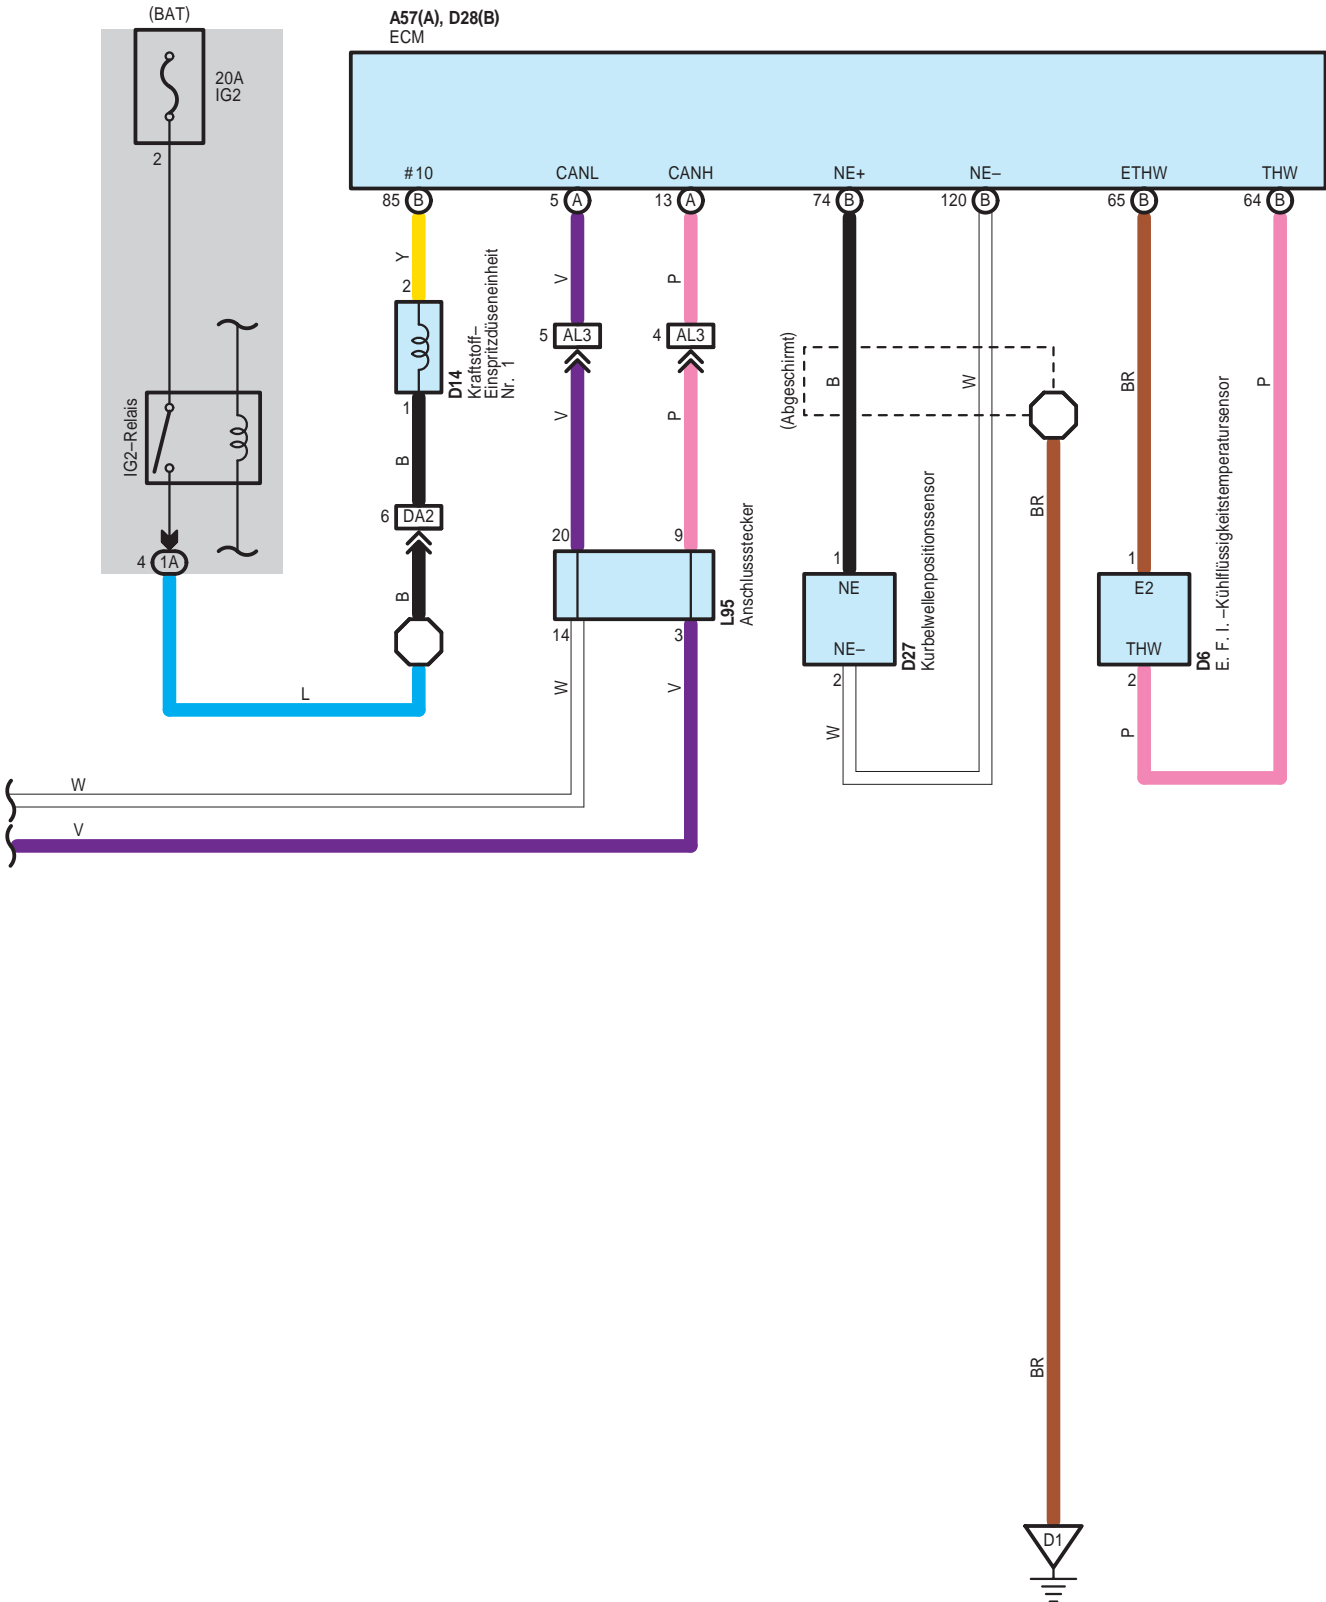 (BAT)
A57(A), D28(B)
ECM
20A
IG2
2
#10
CANL
CANH
NE+
NE–
ETHW
THW
85 B
5 A
13 A
74 B
120 B
65 B
64 B
Y
V
P
B
W
BR
P
2
D14
Kraftstoff–
Einspritzdüseneinheit
Nr. 1
1
5 AL3
4 AL3
(Abgeschirmt)
IG2–Relais
B
V
P
6 DA2
BR
4 1A
20
9
L95
Anschlussstecker
14
3
B
1
NE
NE–
2
D27
Kurbelwellenpositionssensor
1
E2
THW
2
D6
E. F. I. –Kühlflüssigkeitstemperatursensor
L
W
V
W
P
W
V
BR
D1